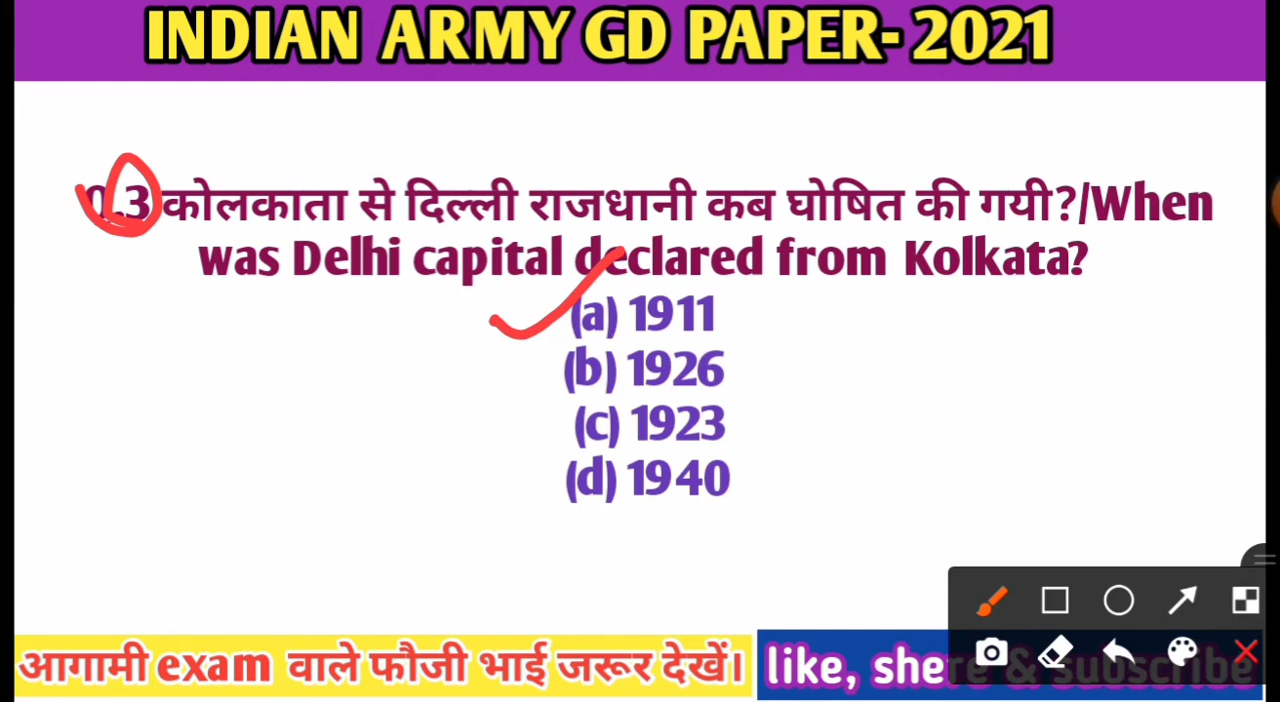 INDIAN ARMY GD PAPER- 2021
Q.3 कोलकाता से दिल्ली राजधानी कब घोषित की गयी?/When
was Delhi capital declared from Kolkata?
(a) 1911
(b) 1926
(c) 1923
(d) 1940
आगामी exam वाले फौजी भाई जरूर देखें।
like, shere & subscribe